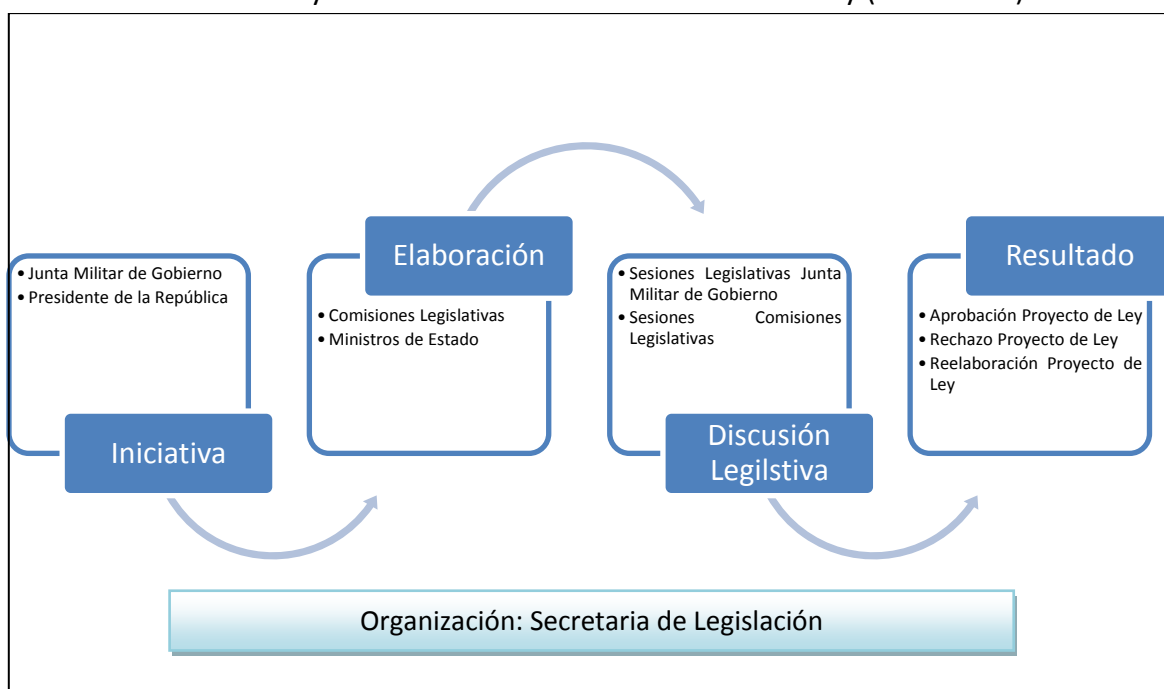 • Junta Militar de Gobierno
• Presidente de la República
Iniciativa
Elaboración
• Comisiones Legislativas
• Ministros de Estado
• Sesiones Legislativas Junta
Militar de Gobierno
• Sesiones Comisiones
Legislativas
Discusión
Legilstiva
Resultado
• Aprobación Proyecto de Ley
• Rechazo Proyecto de Ley
• Reelaboración Proyecto de
Ley
Organización: Secretaria de Legislación